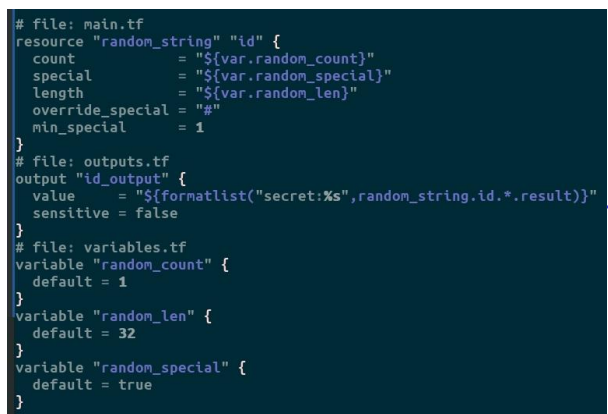 # file: main.tf
resource "random_string" "id" {
  count            = "${var.random_count}"
  special          = "${var.random_special}"
  length           = "${var.random_len}"
  override_special = "#"
  min_special      = 1
}
# file: outputs.tf
output "id_output" {
  value     = "${formatlist("secret:%s",random_string.id.*.result)}"
  sensitive = false
}
# file: variables.tf
variable "random_count" {
  default = 1
}
variable "random_len" {
  default = 32
}
variable "random_special" {
  default = true
}